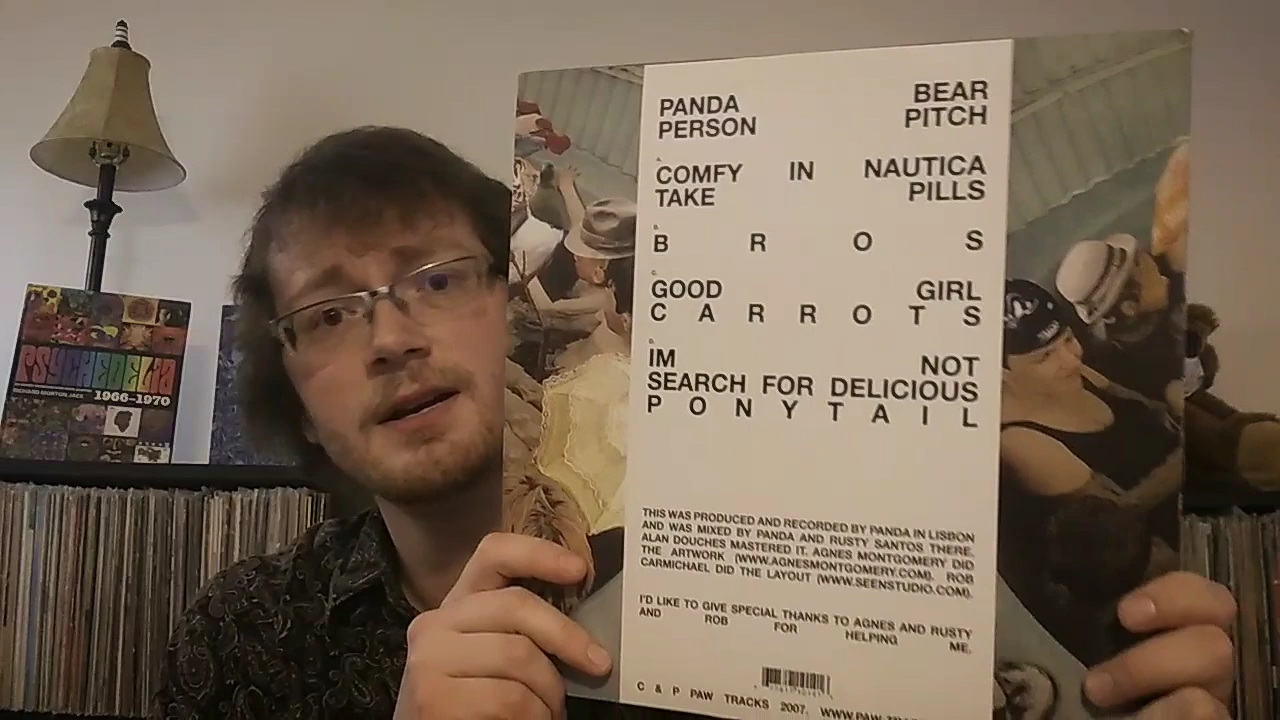 PSYCHEDELIA
RICHARD MORTON JACK 1966-1970
PANDA BEAR
PERSON PITCH
A.
COMFY IN NAUTICA
TAKE PILLS
B.
B R O S
C.
GOOD GIRL
C A R R O T S
D.
IM NOT
SEARCH FOR DELICIOUS
P O N Y T A I L
THIS WAS PRODUCED AND RECORDED BY PANDA IN LISBON
AND WAS MIXED BY PANDA AND RUSTY SANTOS THERE.
ALAN DOUCHES MASTERED IT. AGNES MONTGOMERY DID
THE ARTWORK (WWW.AGNESMONTGOMERY.COM). ROB
CARMICHAEL DID THE LAYOUT (WWW.SEENSTUDIO.COM).
I'D LIKE TO GIVE SPECIAL THANKS TO AGNES AND RUSTY
AND ROB FOR HELPING ME.
C & P PAW TRACKS 2007.